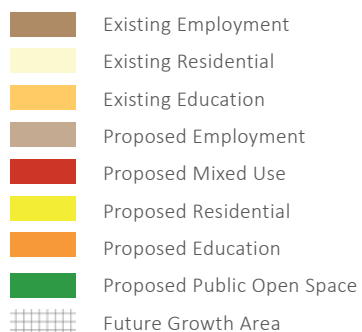 Existing Employment
Existing Residential
Existing Education
Proposed Employment
Proposed Mixed Use
Proposed Residential
Proposed Education
Proposed Public Open Space
Future Growth Area